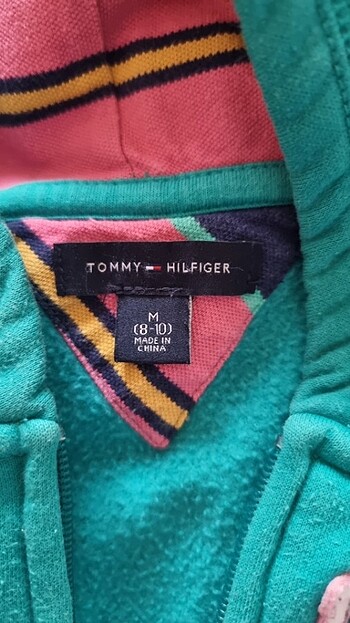 TOMMY HILFIGER
M
(8-10)
MADE IN
CHINA